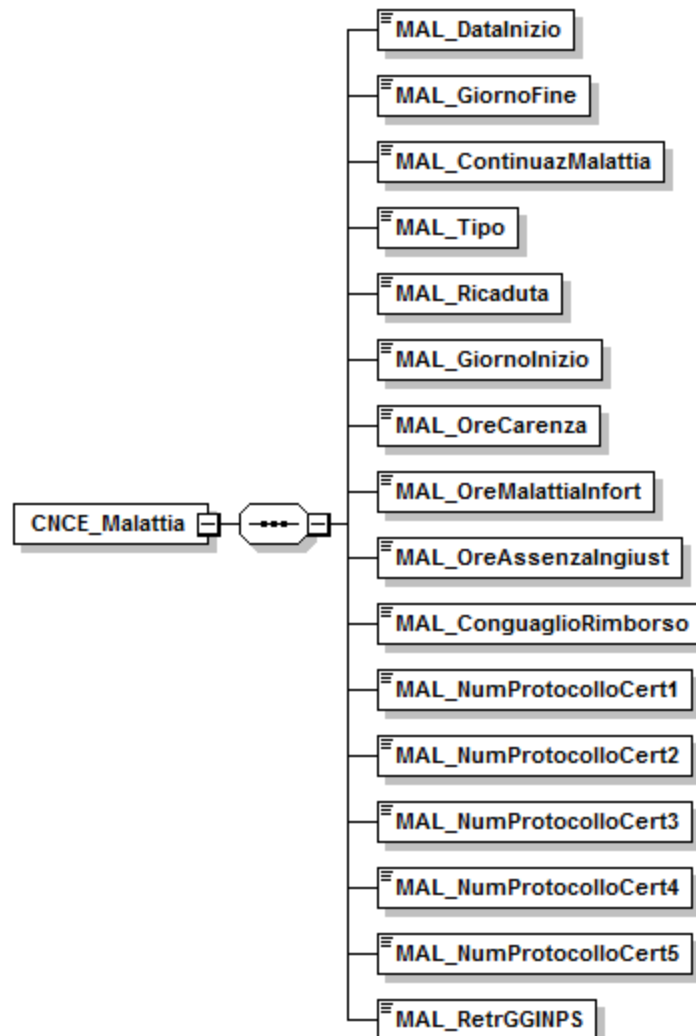 MAL_DataInizio
MAL_GiornoFine
MAL_ContinuazMalattia
MAL_Tipo
MAL_Ricaduta
MAL_GiornoInizio
MAL_OreCarenza
MAL_OreMalattiaInfort
CNCE_Malattia
MAL_OreAssenzaIngiust
MAL_ConguaglioRimborso
MAL_NumProtocolloCert1
MAL_NumProtocolloCert2
MAL_NumProtocolloCert3
MAL_NumProtocolloCert4
MAL_NumProtocolloCert5
MAL_RetrGGINPS